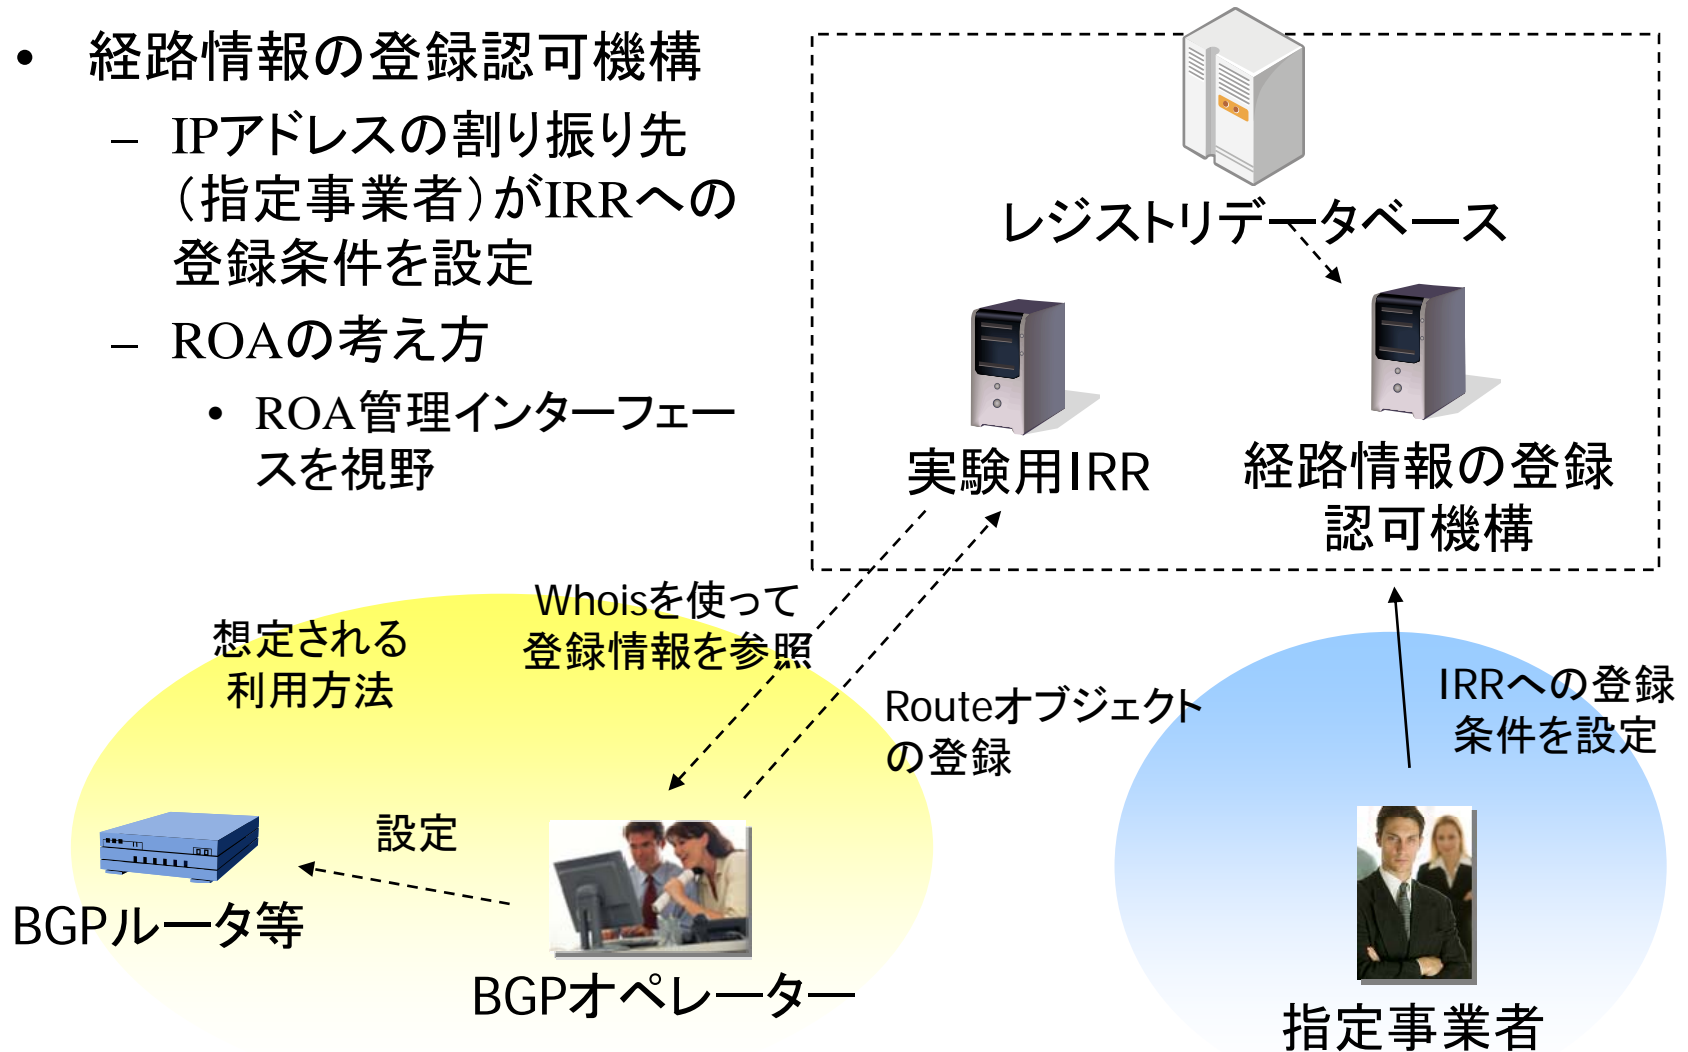 • 経路情報の登録認可機構
– IPアドレスの割り振り先
（指定事業者）がIRRへの
登録条件を設定
– ROAの考え方
• ROA管理インターフェー
スを視野
レジストリデータベース
実験用IRR
経路情報の登録
認可機構
Whoisを使って
登録情報を参照
想定される
利用方法
Routeオブジェクト
の登録
IRRへの登録
条件を設定
設定
BGPルータ等
BGPオペレーター
指定事業者